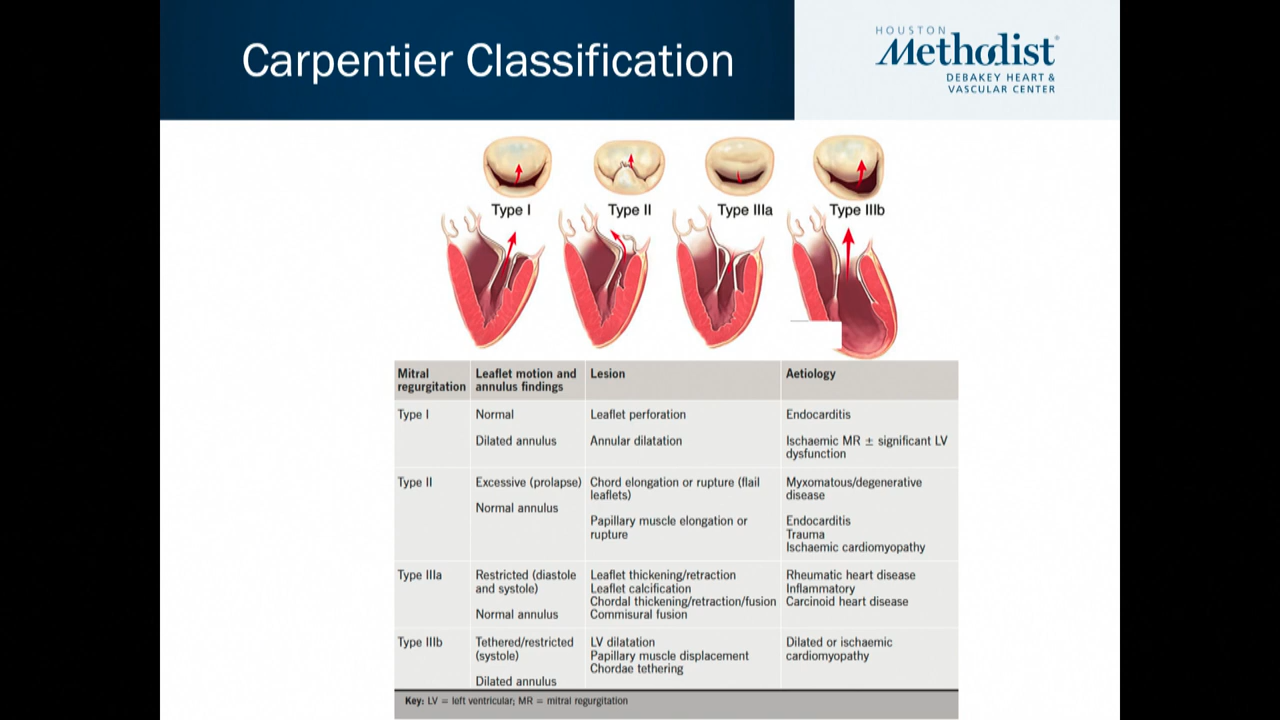 Carpentier Classification
HOUSTON
Methodist®
DEBAKEY HEART &
VASCULAR CENTER
Type I
Type II
Type IIIa
Type IIIb
Mitral regurgitation
Leaflet motion and annulus findings
Lesion
Aetiology
Type I
Normal
Dilated annulus
Leaflet perforation
Annular dilatation
Endocarditis
Ischaemic MR ± significant LV
dysfunction
Type II
Excessive (prolapse)
Normal annulus
Chord elongation or rupture (flail
leaflets)
Papillary muscle elongation or
rupture
Myxomatous/degenerative
disease
Endocarditis
Trauma
Ischaemic cardiomyopathy
Type IIIa
Restricted (diastole
and systole)
Normal annulus
Leaflet thickening/retraction
Leaflet calcification
Chordal thickening/retraction/fusion
Commisural fusion
Rheumatic heart disease
Inflammatory
Carcinoid heart disease
Type IIIb
Tethered/restricted
(systole)
Dilated annulus
LV dilatation
Papillary muscle displacement
Chordae tethering
Dilated or ischaemic
cardiomyopathy
Key: LV = left ventricular; MR = mitral regurgitation